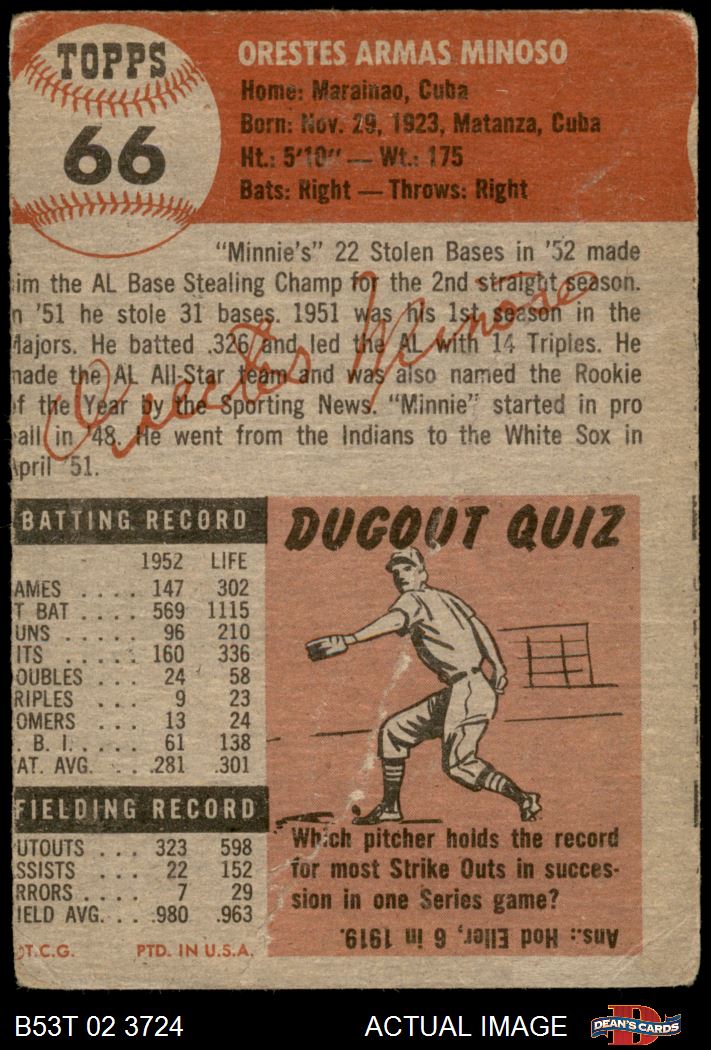 TOPPS
66
ORESTES ARMAS MINOSO
Home: Marainao, Cuba
Born: Nov. 29, 1923, Matanza, Cuba
Ht.: 5'10" — Wt.: 175
Bats: Right — Throws: Right
"Minnie's" 22 Stolen Bases in '52 made
im the AL Base Stealing Champ for the 2nd straight season.
n '51 he stole 31 bases. 1951 was his 1st season in the
Majors. He batted .326 and led the AL with 14 Triples. He
made the AL All-Star team and was also named the Rookie
of the Year by the Sporting News. "Minnie" started in pro
all in '48. He went from the Indians to the White Sox in
April '51.
Orestes Minoso
BATTING RECORD
1952 LIFE
AMES .... 147 302
T BAT .... 569 1115
UNS ..... 96 210
ITS ..... 160 336
OUBLES ... 24 58
RIPLES ... 9 23
OMERS ... 13 24
. B. I. .... 61 138
AT. AVG. ... .281 .301
FIELDING RECORD
UTOUTS ... 323 598
SSISTS .... 22 152
RRORS .... 7 29
IELD AVG. .. .980 .963
T.C.G. PTD. IN U.S.A.
DUGOUT QUIZ
Which pitcher holds the record
for most Strike Outs in succes-
sion in one Series game?
Ans.: Hod Eller, 6 in 1919.
B53T 02 3724 ACTUAL IMAGE DEAN'S CARDS